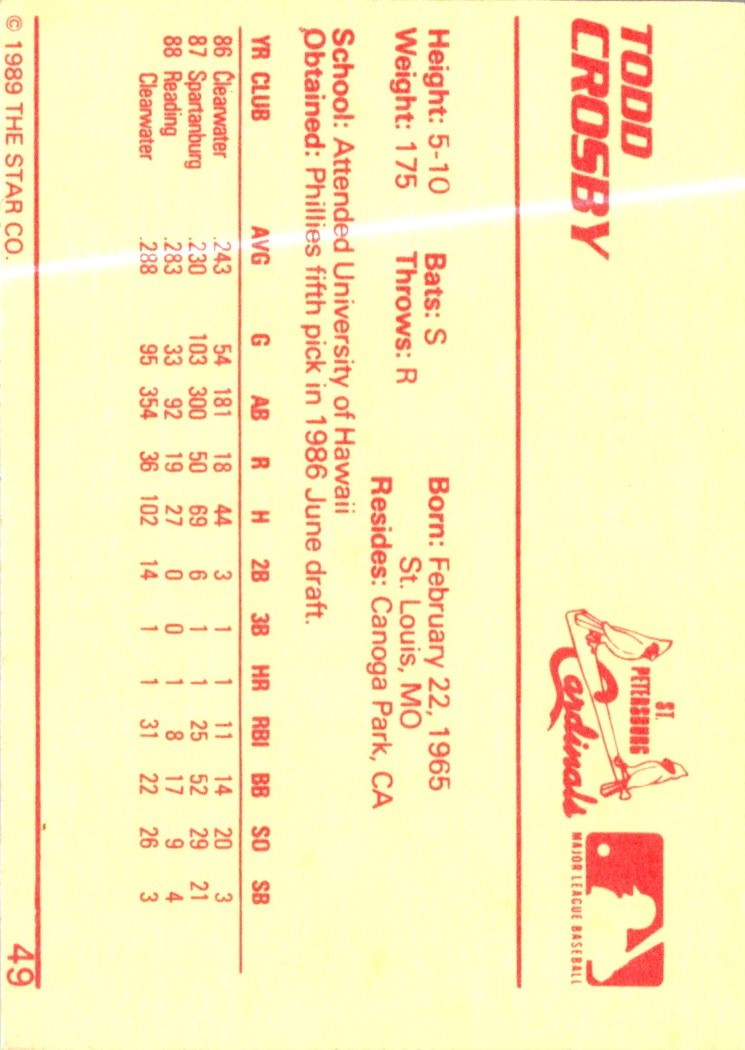 TODD
CROSBY
ST.
PETERSBURG
Cardinals
MAJOR LEAGUE BASEBALL
Height: 5-10 Bats: S Born: February 22, 1965
Weight: 175 Throws: R St. Louis, MO
Resides: Canoga Park, CA
School: Attended University of Hawaii
Obtained: Phillies fifth pick in 1986 June draft.
YR CLUB AVG G AB R H 2B 3B HR RBI BB SO SB
86 Clearwater .243 54 181 18 44 3 1 1 11 14 20 3
87 Spartanburg .230 103 300 50 69 6 1 1 25 52 29 21
88 Reading .283 33 92 19 27 0 0 1 8 17 9 4
Clearwater .288 95 354 36 102 14 1 1 31 22 26 3
© 1989 THE STAR CO. 49